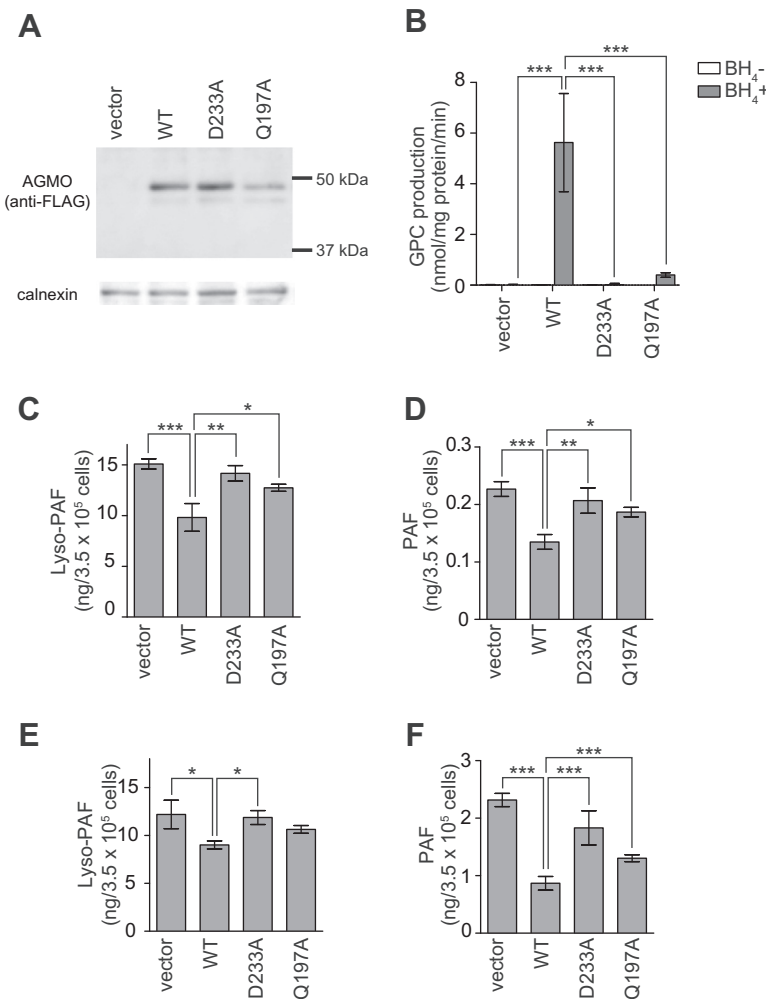 A
vector
WT
D233A
Q197A
AGMO
(anti-FLAG)
50 kDa
37 kDa
calnexin
B
***
*** ***
BH4-
BH4+
GPC production
(nmol/mg protein/min)
8
6
4
2
0
vector
WT
D233A
Q197A
C
*
*** **
Lyso-PAF
(ng/3.5 x 10⁵ cells)
15
10
5
0
vector
WT
D233A
Q197A
D
*
*** **
PAF
(ng/3.5 x 10⁵ cells)
0.3
0.2
0.1
0
vector
WT
D233A
Q197A
E
* *
Lyso-PAF
(ng/3.5 x 10⁵ cells)
15
10
5
0
vector
WT
D233A
Q197A
F
***
*** ***
PAF
(ng/3.5 x 10⁵ cells)
3
2
1
0
vector
WT
D233A
Q197A